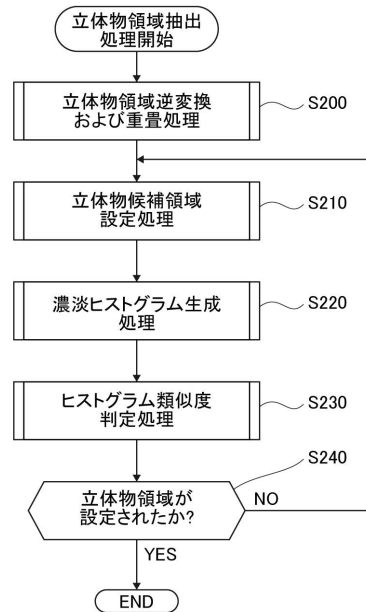 立体物領域抽出
処理開始
立体物領域逆変換
および重畳処理
S200
立体物候補領域
設定処理
S210
濃淡ヒストグラム生成
処理
S220
ヒストグラム類似度
判定処理
S230
S240
立体物領域が
設定されたか?
NO
YES
END